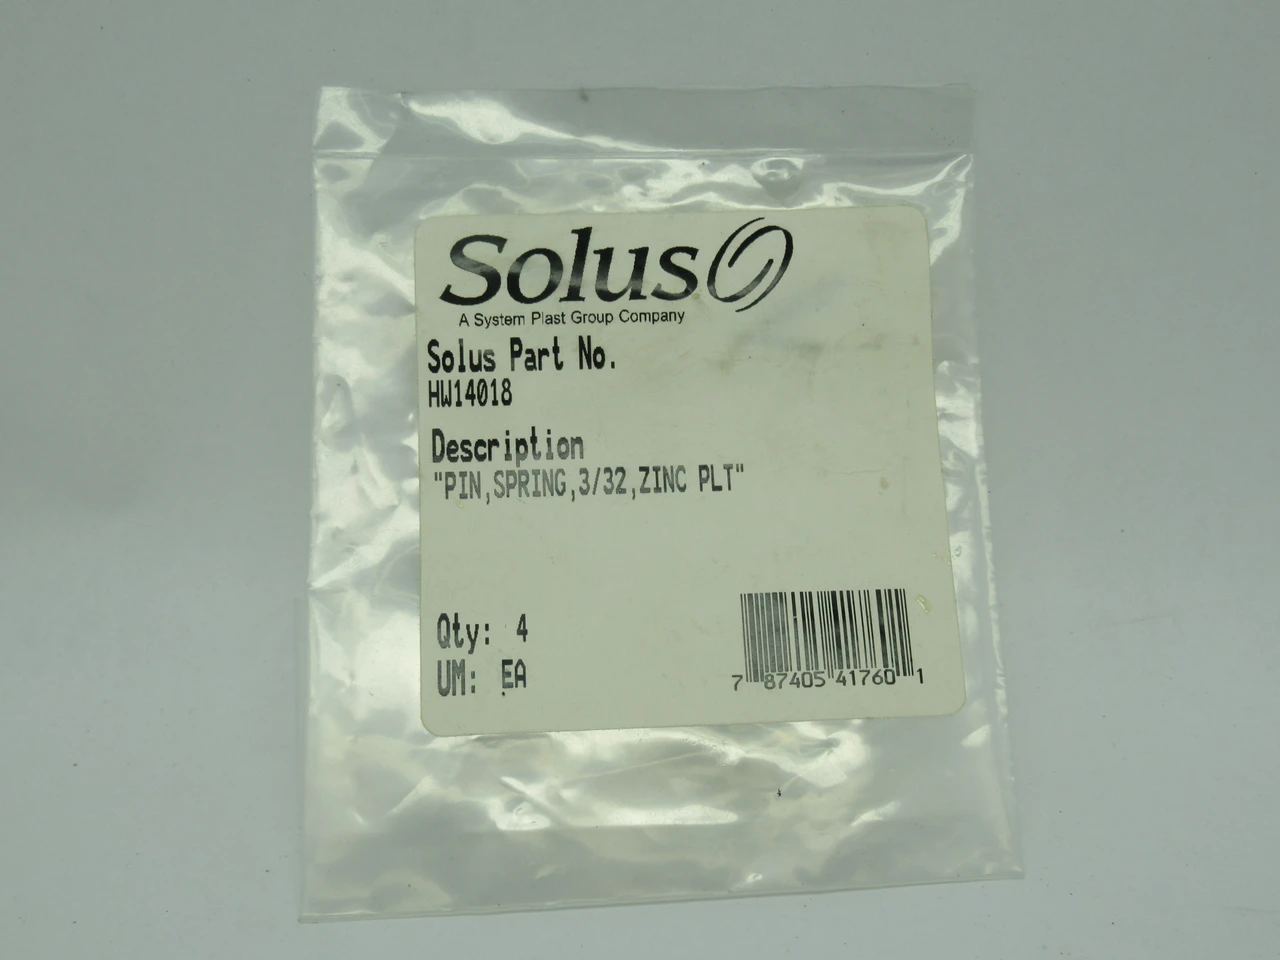 Solus
A System Plast Group Company
Solus Part No.
HW14018
Description
"PIN,SPRING,3/32,ZINC PLT"
Qty: 4
UM: EA
7 87405 41760 1